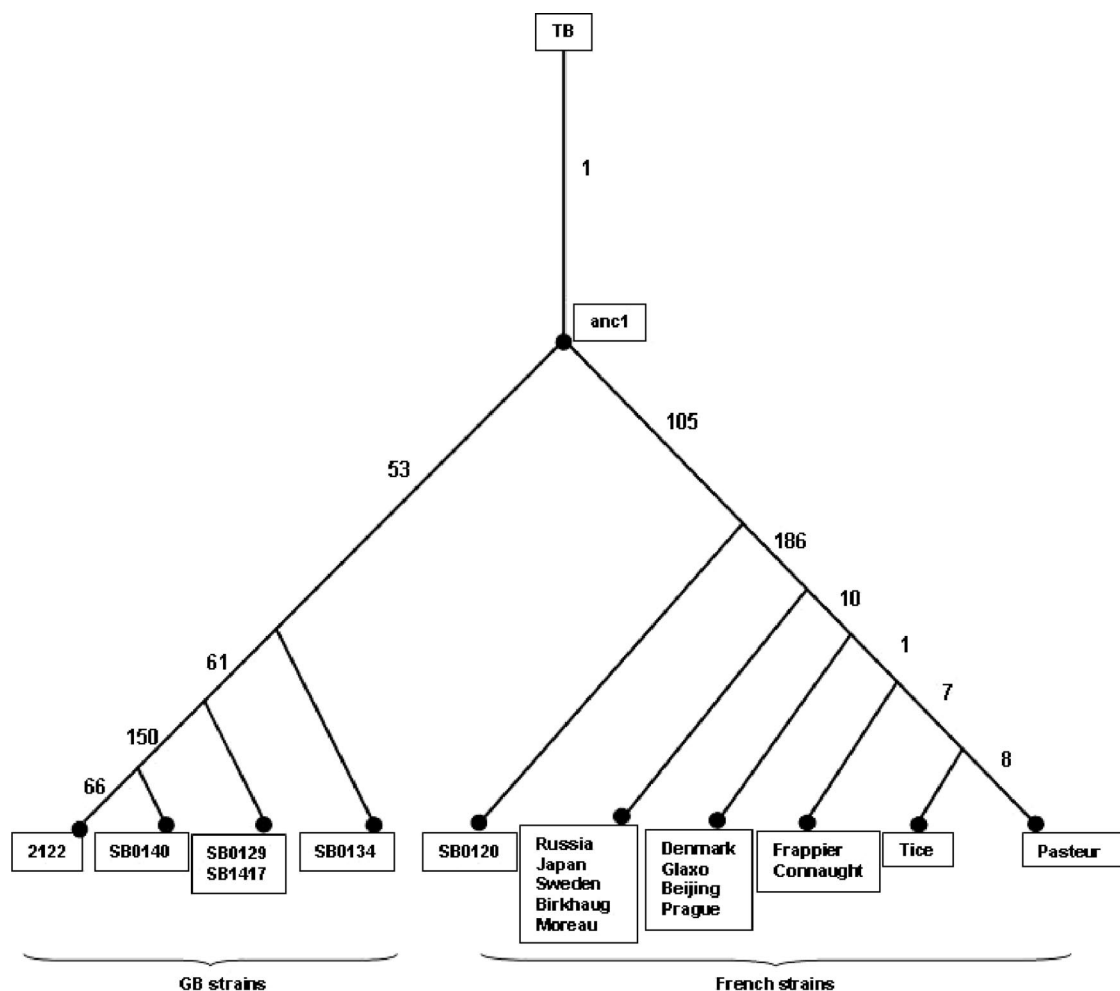 TB
1
anc1
105
53
186
10
1
61
7
150
8
66
2122
SB0140
SB0129
SB1417
SB0134
SB0120
Russia
Japan
Sweden
Birkhaug
Moreau
Denmark
Glaxo
Beijing
Prague
Frappier
Connaught
Tice
Pasteur
GB strains
French strains